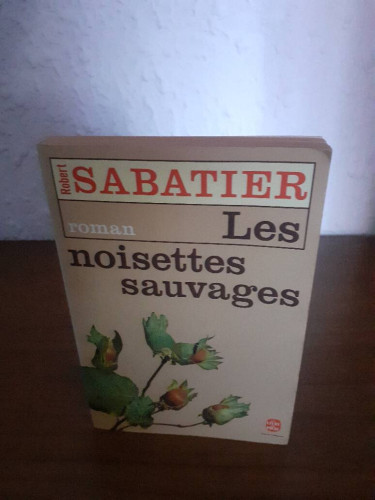 Robert
SABATIER
roman
Les
noisettes
sauvages